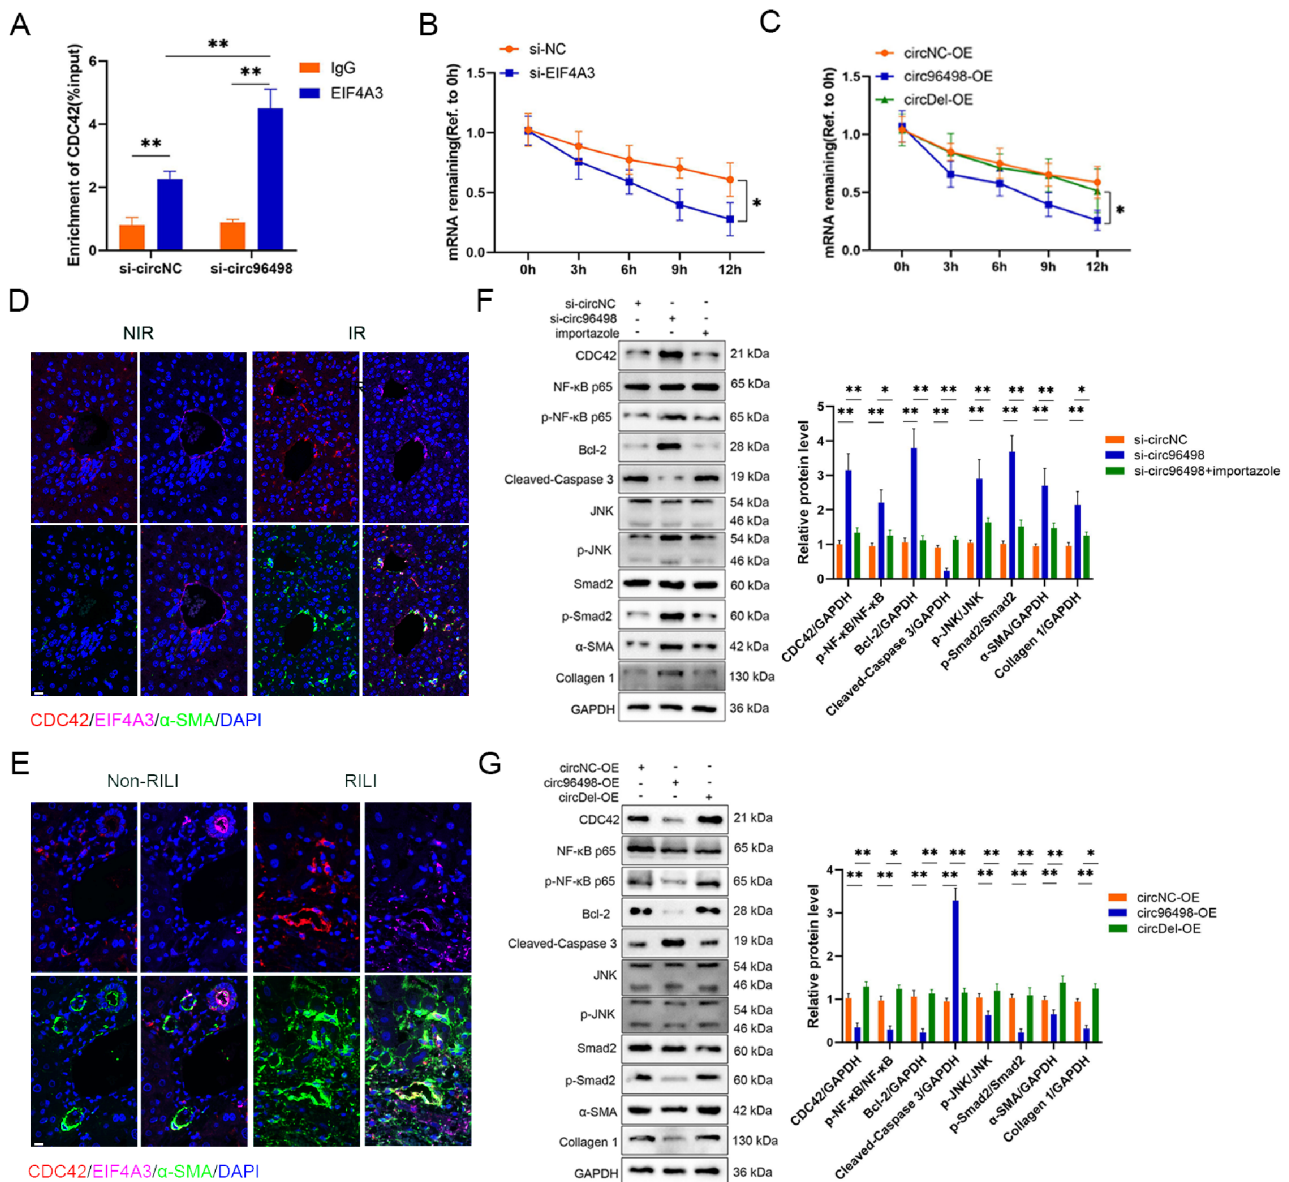 A
Enrichment of CDC42(%input)
6
4
2
0
**
**
**
IgG
EIF4A3
si-circNC
si-circ96498
B
si-NC
si-EIF4A3
mRNA remaining(Ref. to 0h)
1.5
1.0
0.5
0.0
*
0h 3h 6h 9h 12h
C
circNC-OE
circ96498-OE
circDel-OE
mRNA remaining(Ref. to 0h)
1.5
1.0
0.5
0.0
*
0h 3h 6h 9h 12h
D
NIR IR
CDC42/EIF4A3/α-SMA/DAPI
E
Non-RILI RILI
CDC42/EIF4A3/α-SMA/DAPI
F
si-circNC + - -
si-circ96498 - + -
importazole - - +
CDC42 21 kDa
NF-κB p65 65 kDa
p-NF-κB p65 65 kDa
Bcl-2 28 kDa
Cleaved-Caspase 3 19 kDa
JNK 54 kDa
46 kDa
p-JNK 54 kDa
46 kDa
Smad2 60 kDa
p-Smad2 60 kDa
α-SMA 42 kDa
Collagen 1 130 kDa
GAPDH 36 kDa
Relative protein level
5
4
3
2
1
0
** * ** ** ** ** ** *
** ** ** ** ** ** ** **
si-circNC
si-circ96498
si-circ96498+importazole
CDC42/GAPDH
p-NF-κB/NF-κB
Bcl-2/GAPDH
Cleaved-Caspase 3/GAPDH
p-JNK/JNK
p-Smad2/Smad2
α-SMA/GAPDH
Collagen 1/GAPDH
G
circNC-OE + - -
circ96498-OE - + -
circDel-OE - - +
CDC42 21 kDa
NF-κB p65 65 kDa
p-NF-κB p65 65 kDa
Bcl-2 28 kDa
Cleaved-Caspase 3 19 kDa
JNK 54 kDa
46 kDa
p-JNK 54 kDa
46 kDa
Smad2 60 kDa
p-Smad2 60 kDa
α-SMA 42 kDa
Collagen 1 130 kDa
GAPDH 36 kDa
Relative protein level
4
3
2
1
0
** * ** ** ** ** ** *
** ** ** ** ** ** ** **
circNC-OE
circ96498-OE
circDel-OE
CDC42/GAPDH
p-NF-κB/NF-κB
Bcl-2/GAPDH
Cleaved-Caspase 3/GAPDH
p-JNK/JNK
p-Smad2/Smad2
α-SMA/GAPDH
Collagen 1/GAPDH